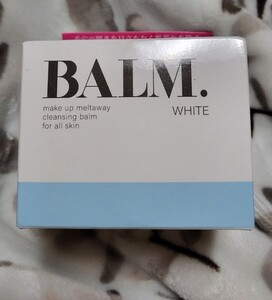 BALM.
make up meltaway
cleansing balm
for all skin
WHITE